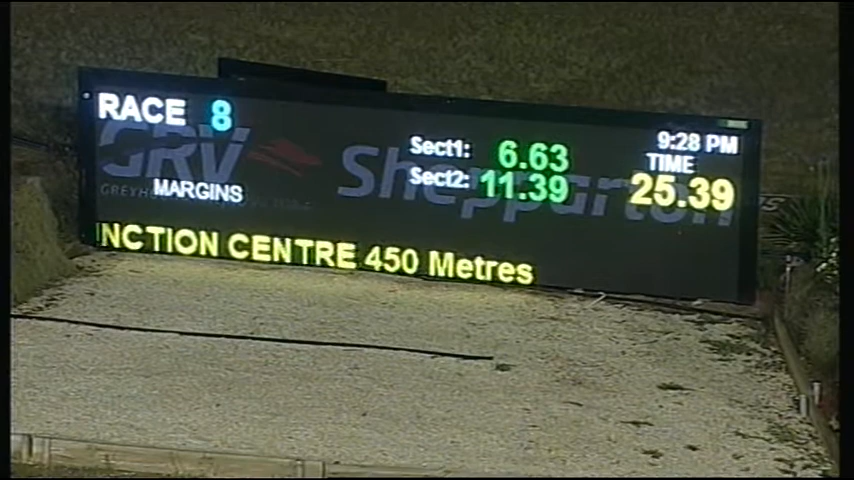 RACE 8
9:28 PM
GRV
Shepparton
Sect1: 6.63
TIME
Sect2: 11.39
25.39
MARGINS
NCTION CENTRE 450 Metres